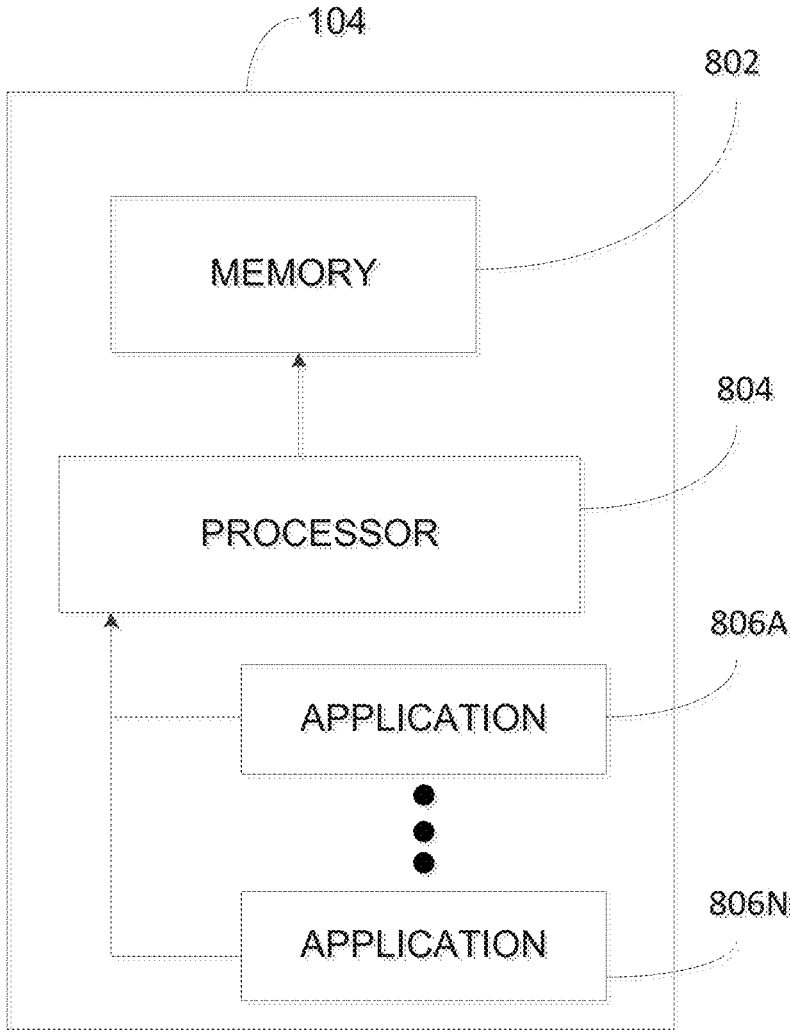 104
802
MEMORY
804
PROCESSOR
806A
APPLICATION
806N
APPLICATION